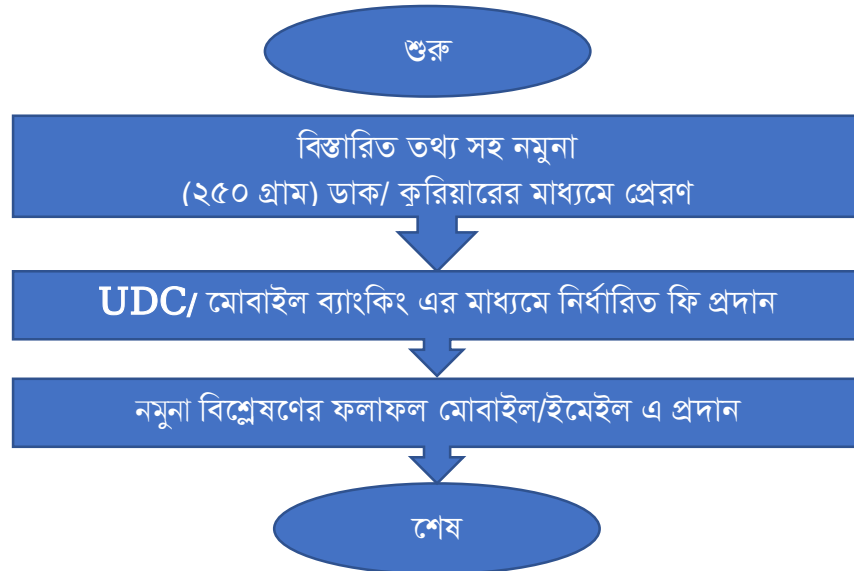 শুরু
বিস্তারিত তথ্য সহ নমুনা
(২৫০ গ্রাম) ডাক/ কুরিয়ারের মাধ্যমে প্রেরণ
UDC/ মোবাইল ব্যাংকিং এর মাধ্যমে নির্ধারিত ফি প্রদান
নমুনা বিশ্লেষণের ফলাফল মোবাইল/ইমেইল এ প্রদান
শেষ